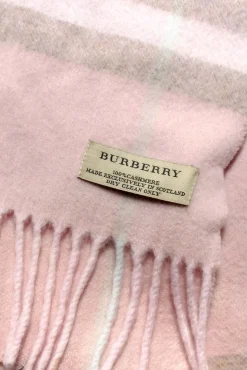 BURBERRY
100% CASHMERE
MADE EXCLUSIVELY IN SCOTLAND
DRY CLEAN ONLY